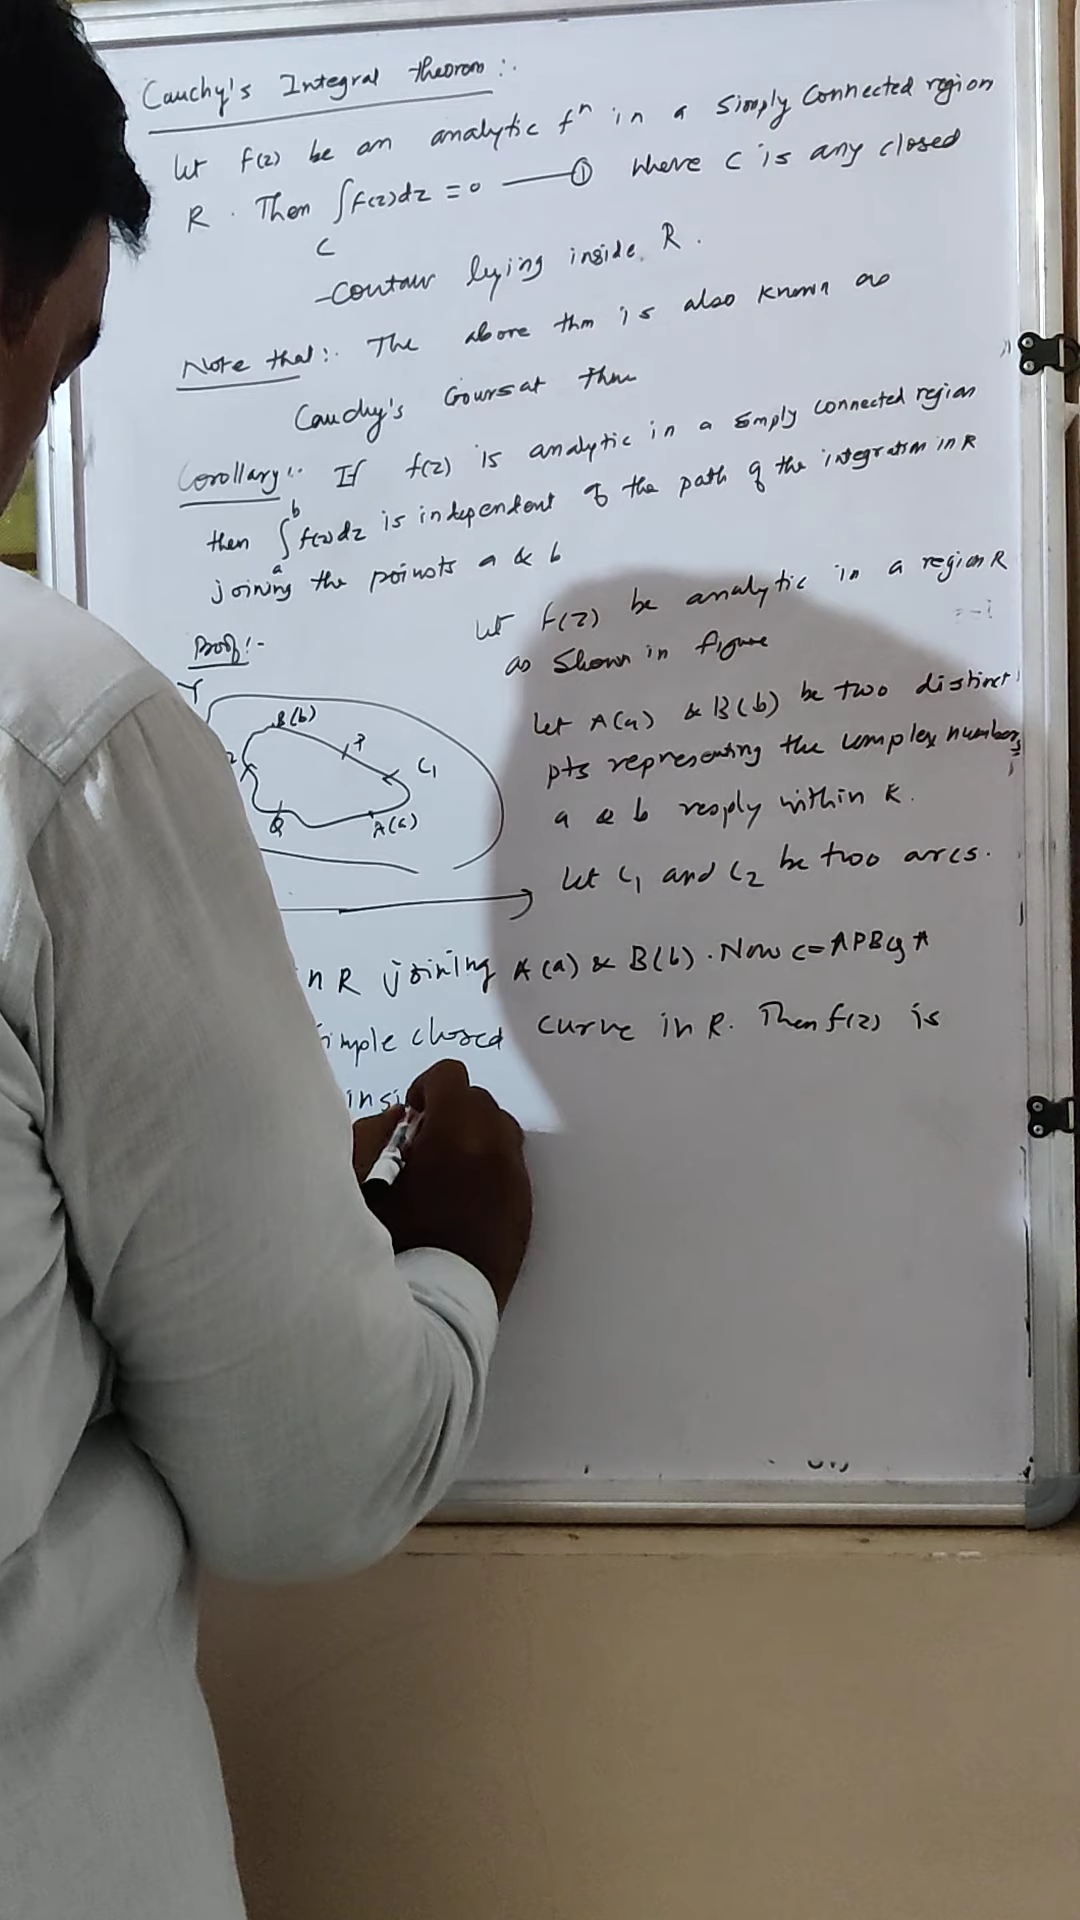 Cauchy's Integral theorem :.
Let f(z) be an analytic fⁿ in a simply Connected region
R. Then ∫f(z)dz = 0 —① where C is any closed
C
contour lying inside R.
Note that:. The above thm is also known as
Cauchy's Goursat thm
Corollary:. If f(z) is analytic in a simply connected region
b
then ∫f(z)dz is independent of the path of the integration in R
a
joining the points a & b
Proof:- Let f(z) be analytic in a region R
as shown in figure
Y
B(b)
P
C₁
Q
A(a)
Let A(a) & B(b) be two distinct
pts representing the complex numbers
a & b resply within R.
Let C₁ and C₂ be two arcs.
in R joining A(a) & B(b). Now C=APBQA
simple closed curve in R. Then f(z) is
insi